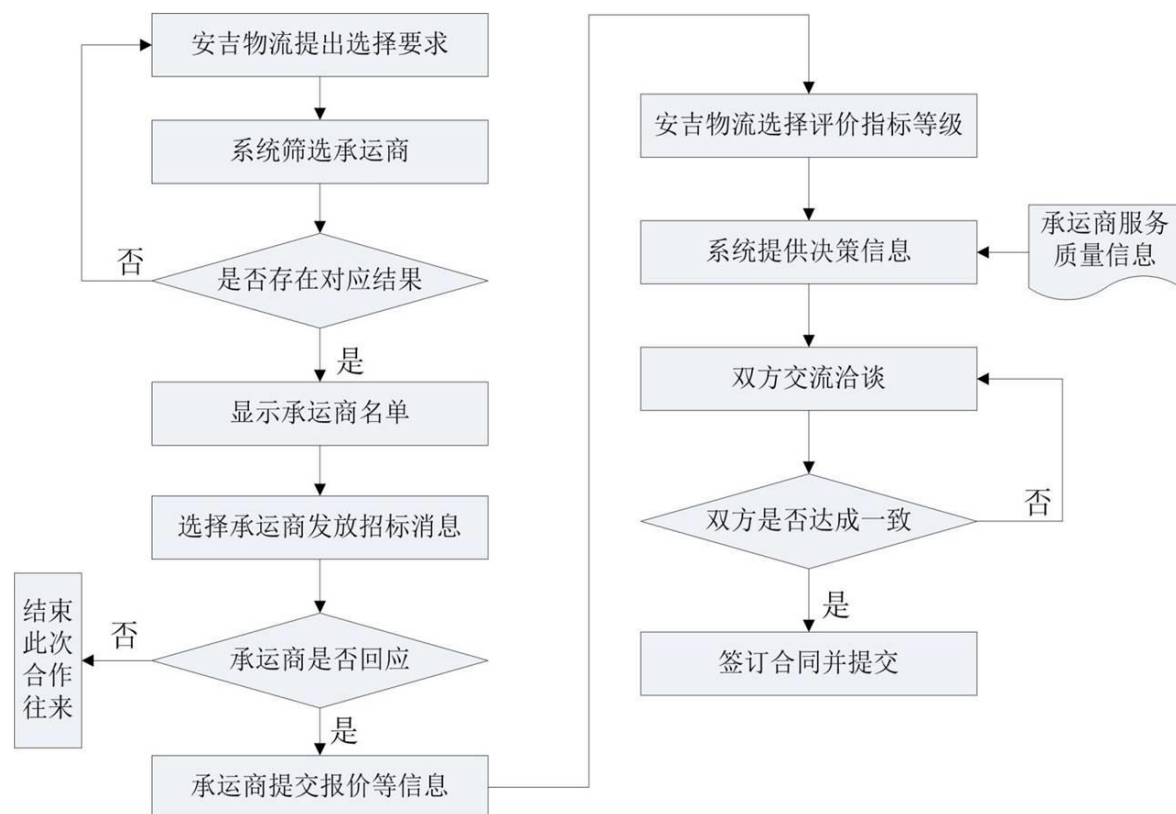 安吉物流提出选择要求
系统筛选承运商
否
是否存在对应结果
是
显示承运商名单
选择承运商发放招标消息
结束
此次
合作
往来
否
承运商是否回应
是
承运商提交报价等信息
安吉物流选择评价指标等级
系统提供决策信息
承运商服务
质量信息
双方交流洽谈
双方是否达成一致
否
是
签订合同并提交